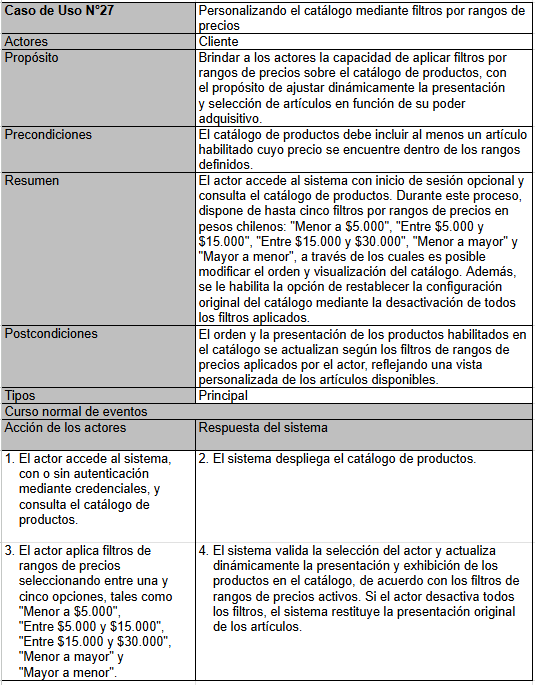 Caso de Uso N°27
Personalizando el catálogo mediante filtros por rangos de
precios
Actores
Cliente
Propósito
Brindar a los actores la capacidad de aplicar filtros por
rangos de precios sobre el catálogo de productos, con
el propósito de ajustar dinámicamente la presentación
y selección de artículos en función de su poder
adquisitivo.
Precondiciones
El catálogo de productos debe incluir al menos un artículo
habilitado cuyo precio se encuentre dentro de los rangos
definidos.
Resumen
El actor accede al sistema con inicio de sesión opcional y
consulta el catálogo de productos. Durante este proceso,
dispone de hasta cinco filtros por rangos de precios en
pesos chilenos: "Menor a $5.000", "Entre $5.000 y
$15.000", "Entre $15.000 y $30.000", "Menor a mayor" y
"Mayor a menor", a través de los cuales es posible
modificar el orden y visualización del catálogo. Además,
se le habilita la opción de restablecer la configuración
original del catálogo mediante la desactivación de todos
los filtros aplicados.
Postcondiciones
El orden y la presentación de los productos habilitados en
el catálogo se actualizan según los filtros de rangos de
precios aplicados por el actor, reflejando una vista
personalizada de los artículos disponibles.
Tipos
Principal
Curso normal de eventos
Acción de los actores
Respuesta del sistema
1. El actor accede al sistema,
con o sin autenticación
mediante credenciales, y
consulta el catálogo de
productos.
2. El sistema despliega el catálogo de productos.
3. El actor aplica filtros de
rangos de precios
seleccionando entre una y
cinco opciones, tales como
"Menor a $5.000",
"Entre $5.000 y $15.000",
"Entre $15.000 y $30.000",
"Menor a mayor" y
"Mayor a menor".
4. El sistema valida la selección del actor y actualiza
dinámicamente la presentación y exhibición de los
productos en el catálogo, de acuerdo con los filtros de
rangos de precios activos. Si el actor desactiva todos
los filtros, el sistema restituye la presentación original
de los artículos.